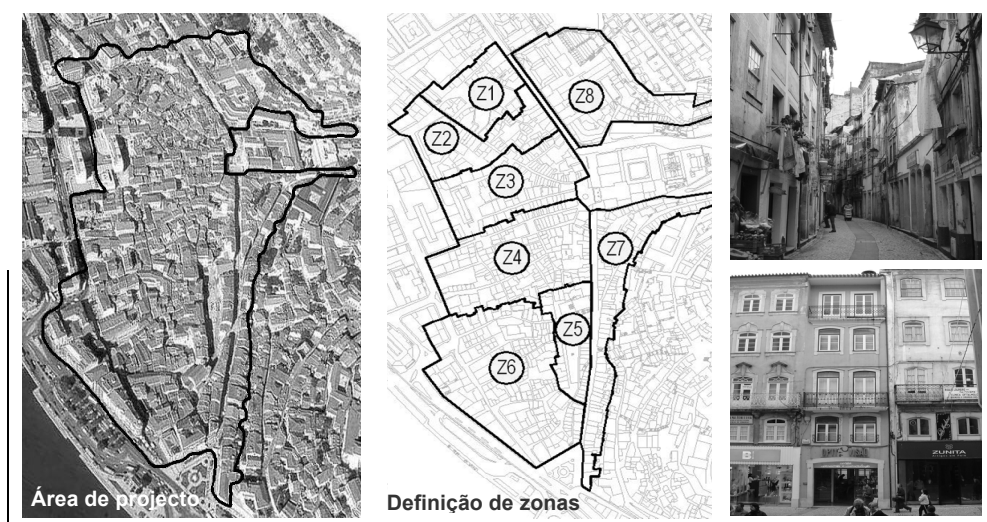 Área de projecto
Z1
Z8
Z2
Z3
Z4
Z7
Z5
Z6
Definição de zonas
ZUNITA